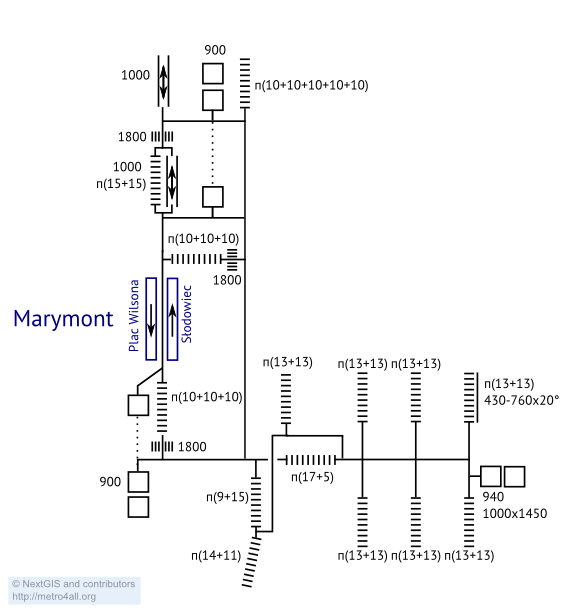 900
1000
п(10+10+10+10+10)
1800
1000
п(15+15)
п(10+10+10)
1800
Marymont
Plac Wilsona
Słodowiec
п(13+13)
п(13+13)
п(13+13)
п(13+13)
430-760x20°
п(10+10+10)
1800
п(17+5)
900
п(9+15)
940
1000x1450
п(14+11)
п(13+13)
п(13+13)
п(13+13)
© NextGIS and contributors
http://metro4all.org